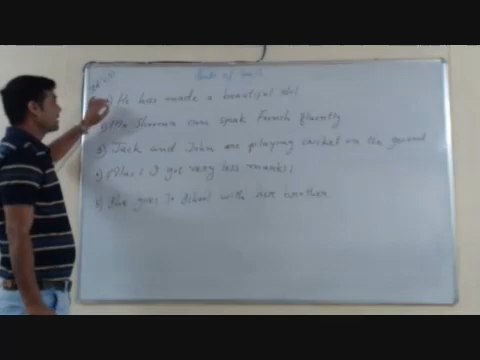 Parts of Speech
1) He has made a beautiful doll
2) Mr Sharma can speak French fluently
3) Jack and John are playing cricket on the ground
4) Alas! I got very less marks!
5) She goes to School with her brother